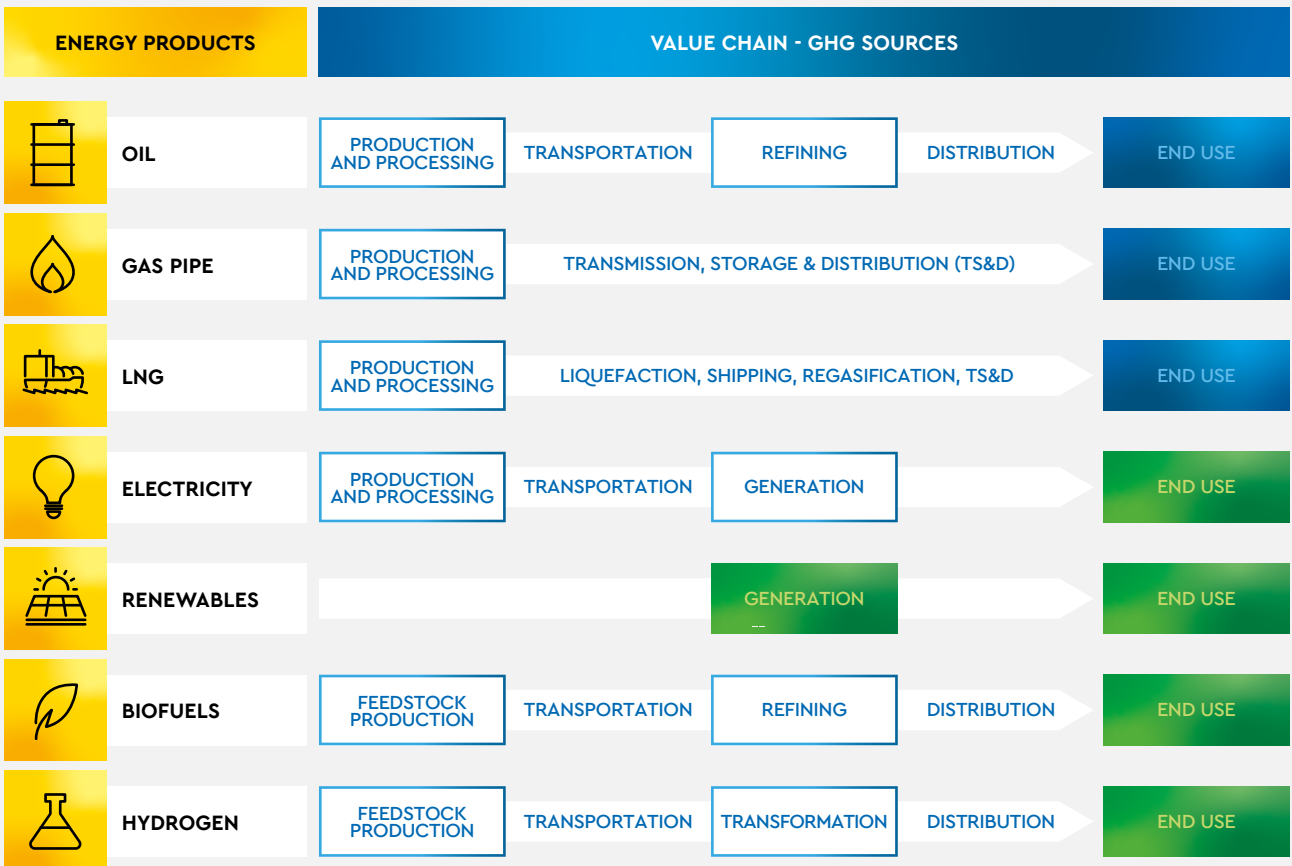 ENERGY PRODUCTS
VALUE CHAIN - GHG SOURCES
OIL
PRODUCTION
AND PROCESSING
TRANSPORTATION
REFINING
DISTRIBUTION
END USE
GAS PIPE
PRODUCTION
AND PROCESSING
TRANSMISSION, STORAGE & DISTRIBUTION (TS&D)
END USE
LNG
PRODUCTION
AND PROCESSING
LIQUEFACTION, SHIPPING, REGASIFICATION, TS&D
END USE
ELECTRICITY
PRODUCTION
AND PROCESSING
TRANSPORTATION
GENERATION
END USE
RENEWABLES
GENERATION
END USE
BIOFUELS
FEEDSTOCK
PRODUCTION
TRANSPORTATION
REFINING
DISTRIBUTION
END USE
HYDROGEN
FEEDSTOCK
PRODUCTION
TRANSPORTATION
TRANSFORMATION
DISTRIBUTION
END USE